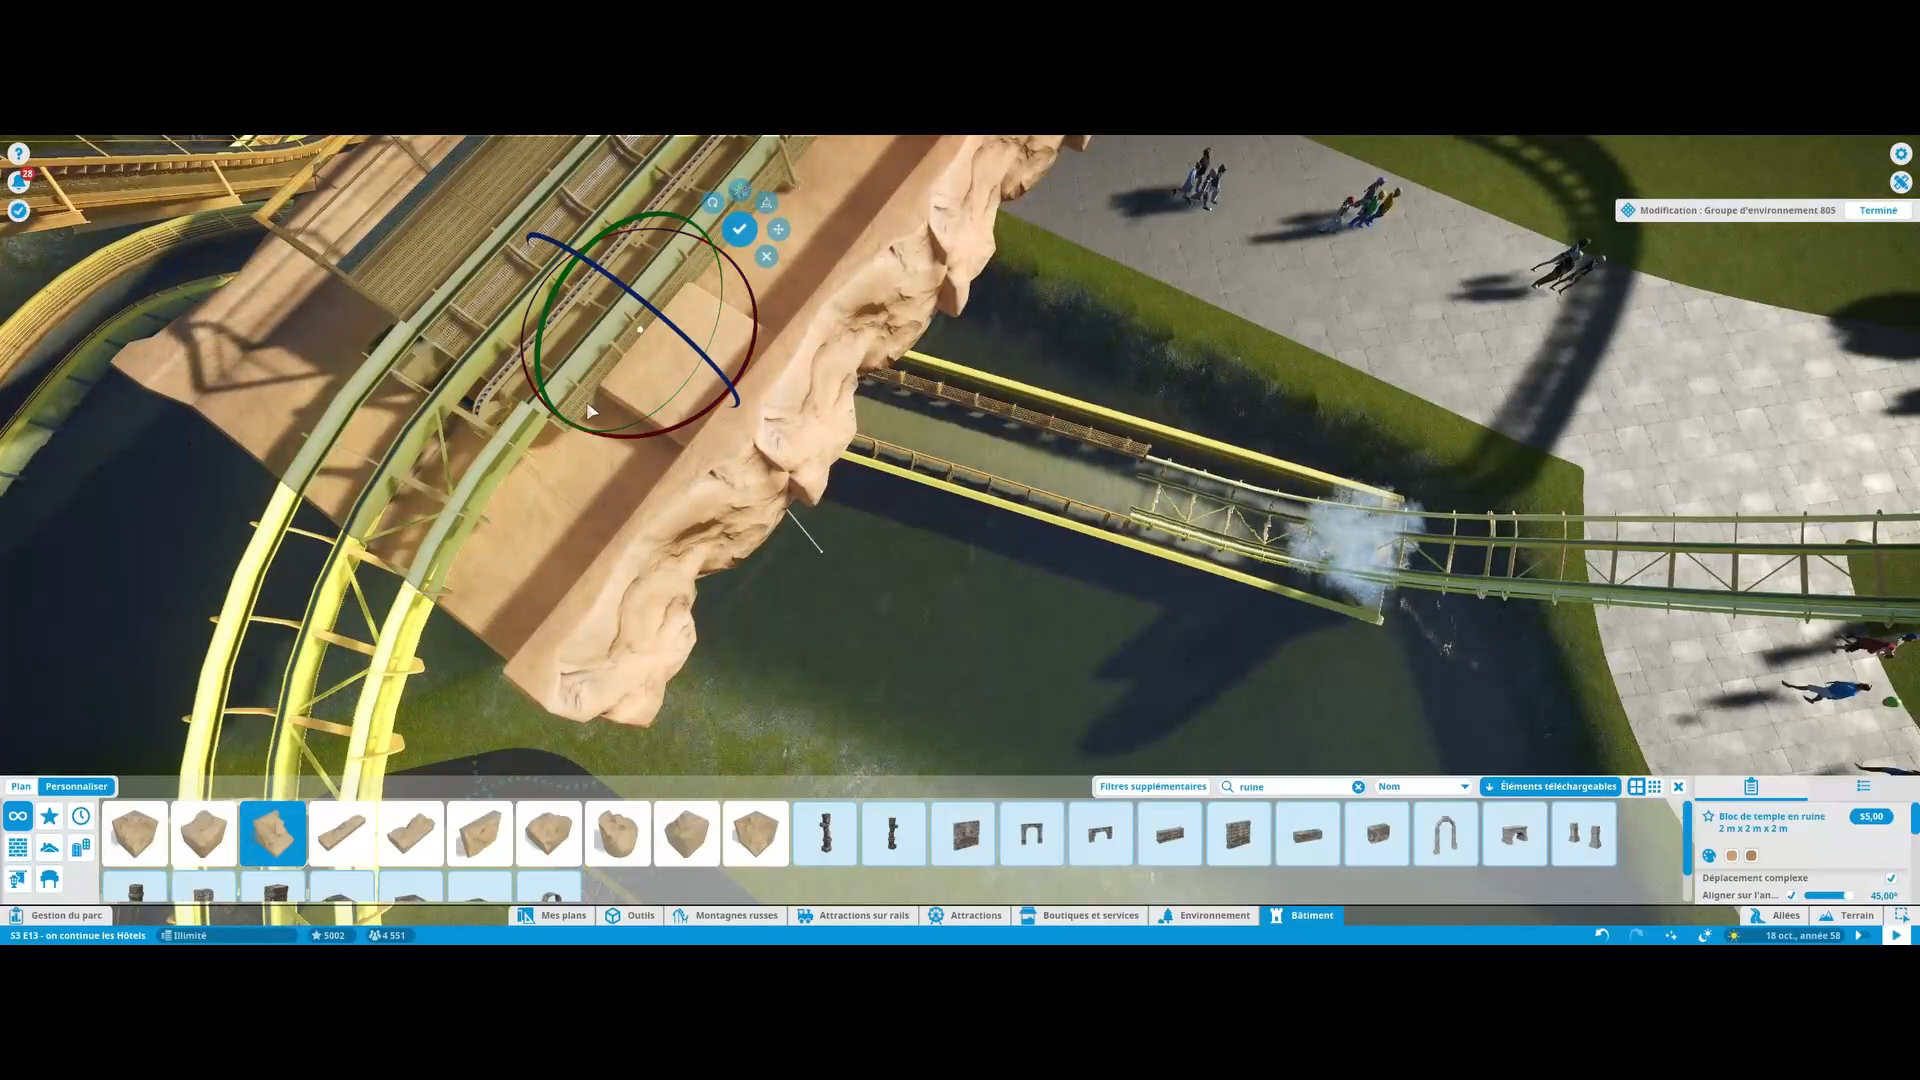 ?
28
Modification : Groupe d'environnement 805
Terminé
Plan
Personnaliser
Filtres supplémentaires
ruine
Nom
Éléments téléchargeables
Bloc de temple en ruine
2 m x 2 m x 2 m
$5,00
Déplacement complexe
Aligner sur l'an...
45,00°
Gestion du parc
Mes plans
Outils
Montagnes russes
Attractions sur rails
Attractions
Boutiques et services
Environnement
Bâtiment
Allées
Terrain
S3 E13 - on continue les Hôtels
Illimité
5002
4 551
18 oct., année 58